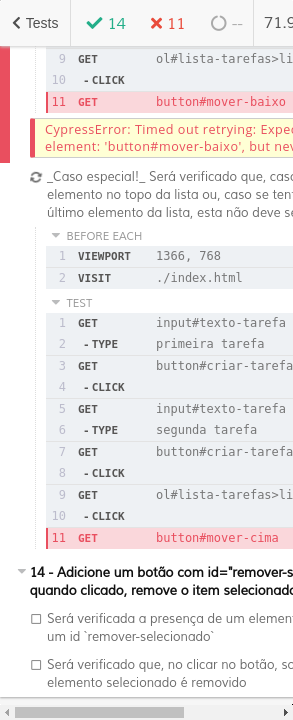 Tests 14 11 -- 71.9
9 GET ol#lista-tarefas>li
10 -CLICK
11 GET button#mover-baixo
CypressError: Timed out retrying: Expec
element: 'button#mover-baixo', but nev
_Caso especial!_ Será verificado que, caso
elemento no topo da lista ou, caso se ten
último elemento da lista, esta não deve se
BEFORE EACH
1 VIEWPORT 1366, 768
2 VISIT ./index.html
TEST
1 GET input#texto-tarefa
2 -TYPE primeira tarefa
3 GET button#criar-tarefa
4 -CLICK
5 GET input#texto-tarefa
6 -TYPE segunda tarefa
7 GET button#criar-tarefa
8 -CLICK
9 GET ol#lista-tarefas>li
10 -CLICK
11 GET button#mover-cima
14 - Adicione um botão com id="remover-s
quando clicado, remove o item selecionado
Será verificada a presença de um elemen
um id `remover-selecionado`
Será verificado que, no clicar no botão, so
elemento selecionado é removido